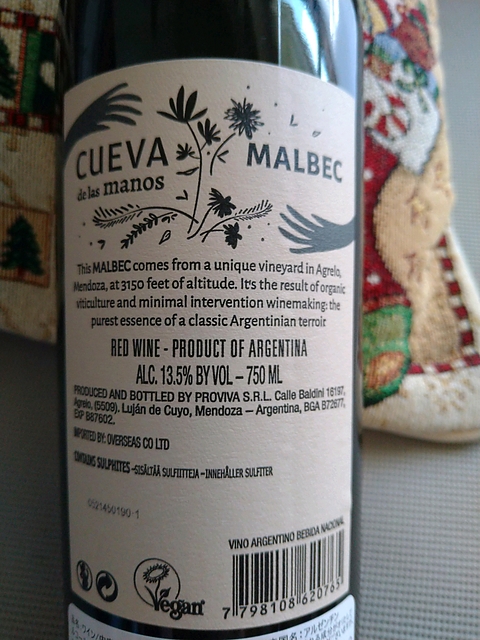 CUEVA
de las manos
MALBEC
This MALBEC comes from a unique vineyard in Agrelo,
Mendoza, at 3150 feet of altitude. It's the result of organic
viticulture and minimal intervention winemaking: the
purest essence of a classic Argentinian terroir
RED WINE - PRODUCT OF ARGENTINA
ALC. 13.5% BY VOL – 750 ML
PRODUCED AND BOTTLED BY PROVIVA S.R.L. Calle Baldini 16197,
Agrelo, (5509). Luján de Cuyo, Mendoza – Argentina, BGA B72677,
EXP B87602.
IMPORTED BY: OVERSEAS CO LTD
CONTAINS SULPHITES -SISÄLTÄÄ SULFIITTEJA -INNEHÅLLER SULFITER
0521450190-1
VINO ARGENTINO BEBIDA NACIONAL
Vegan
7 798108 620765